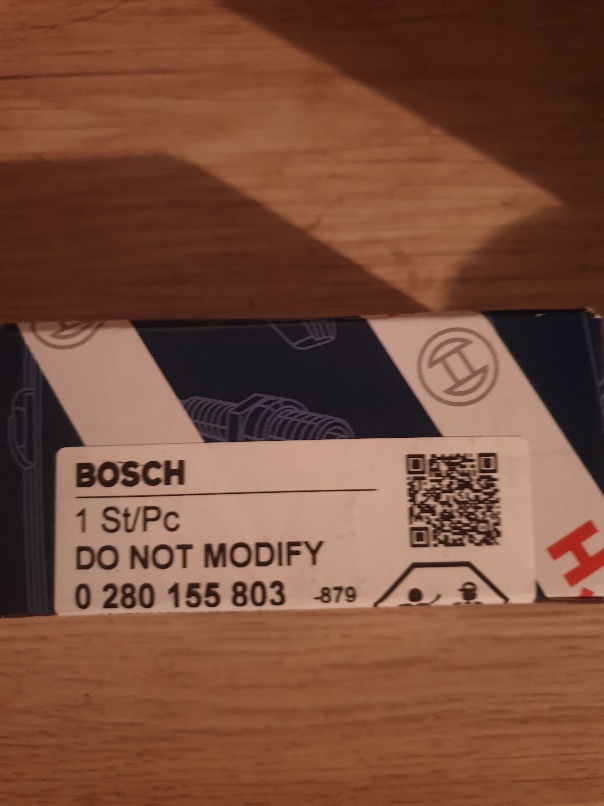 BOSCH
1 St/Pc
DO NOT MODIFY
0 280 155 803 -879